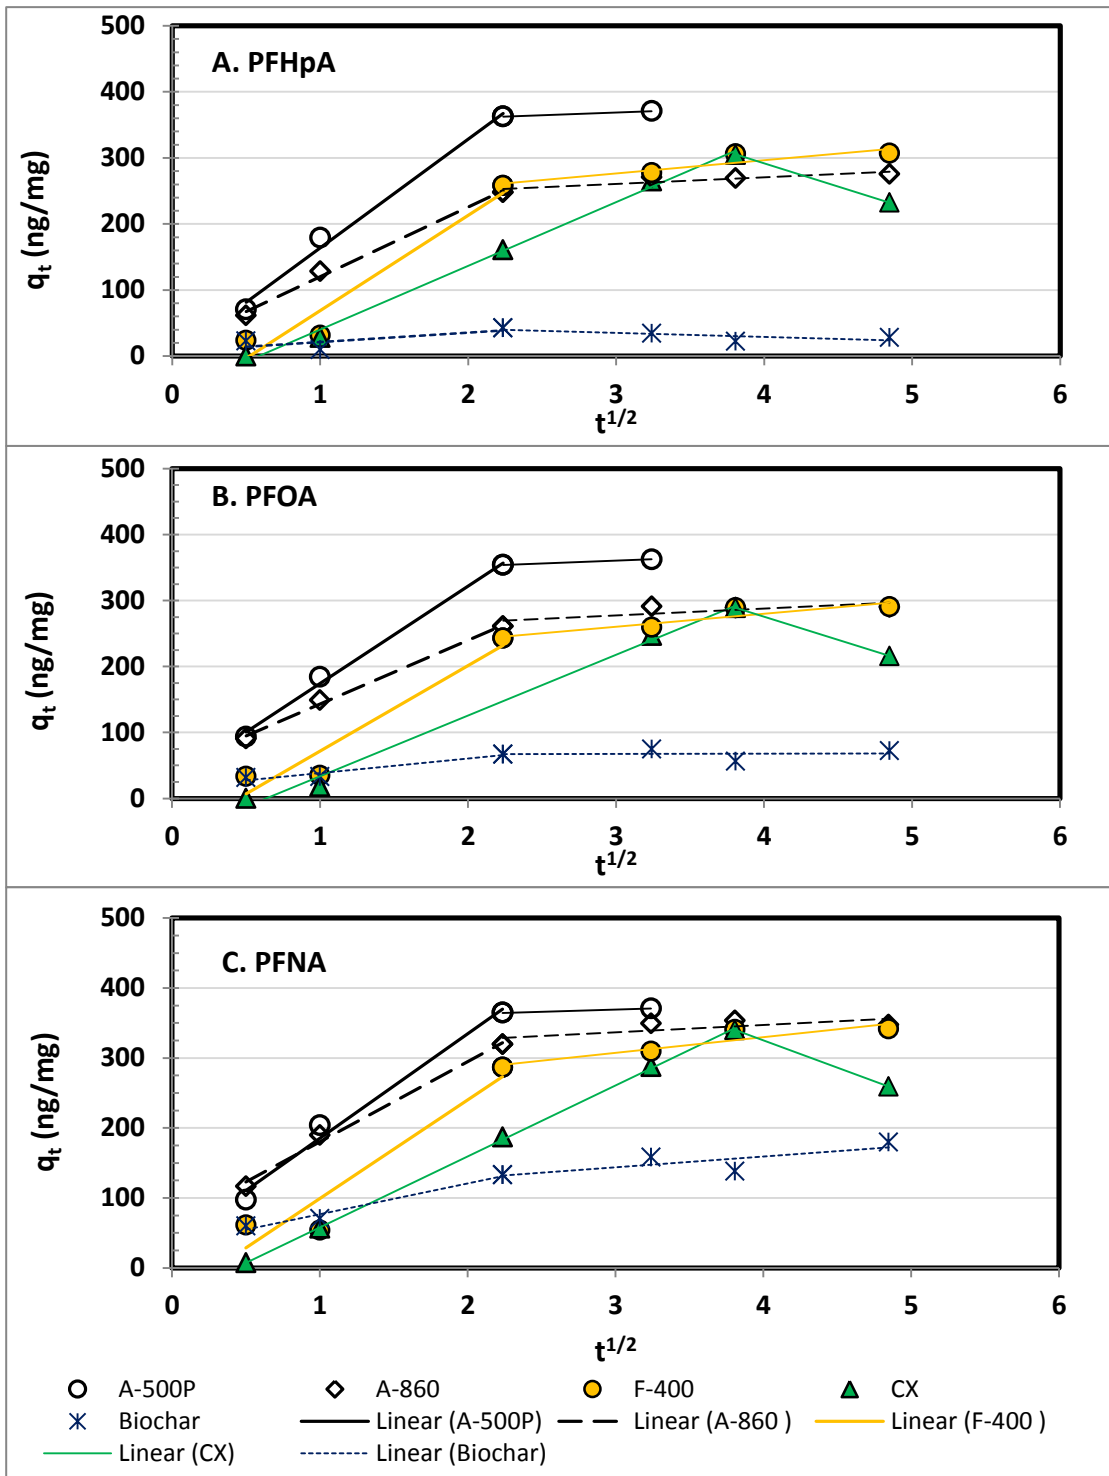 500
A. PFHpA
400
300
200
100
0
qt (ng/mg)
0 1 2 3 4 5 6
t1/2
500
B. PFOA
400
300
200
100
0
qt (ng/mg)
0 1 2 3 4 5 6
t1/2
500
C. PFNA
400
300
200
100
0
qt (ng/mg)
0 1 2 3 4 5 6
t1/2
A-500P A-860 F-400 CX
Biochar Linear (A-500P) Linear (A-860 ) Linear (F-400 )
Linear (CX) Linear (Biochar)